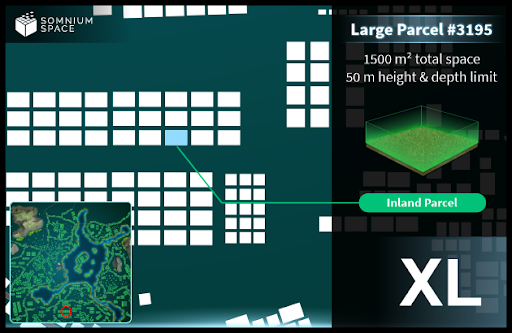 SOMNIUM
SPACE
Large Parcel #3195
1500 m² total space
50 m height & depth limit
Inland Parcel
XL